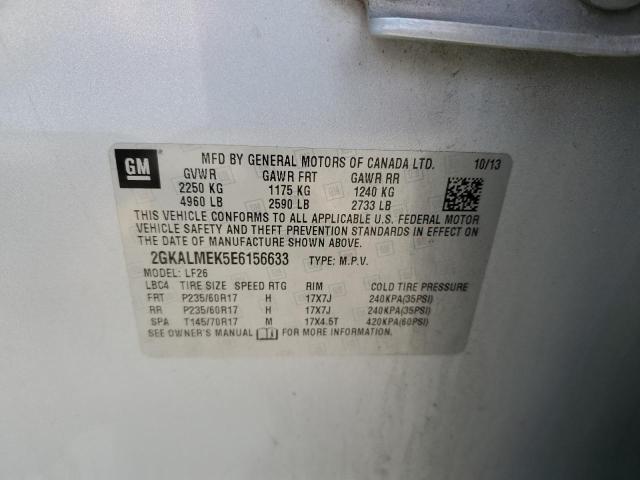 GM
MFD BY GENERAL MOTORS OF CANADA LTD. 10/13
GVWR GAWR FRT GAWR RR
2250 KG 1175 KG 1240 KG
4960 LB 2590 LB 2733 LB
THIS VEHICLE CONFORMS TO ALL APPLICABLE U.S. FEDERAL MOTOR
VEHICLE SAFETY AND THEFT PREVENTION STANDARDS IN EFFECT ON
THE DATE OF MANUFACTURE SHOWN ABOVE.
2GKALMEK5E6156633 TYPE: M.P.V.
MODEL: LF26
LBC4 TIRE SIZE SPEED RTG RIM COLD TIRE PRESSURE
FRT P235/60R17 H 17X7J 240KPA(35PSI)
RR P235/60R17 H 17X7J 240KPA(35PSI)
SPA T145/70R17 M 17X4.5T 420KPA(60PSI)
SEE OWNER'S MANUAL FOR MORE INFORMATION.